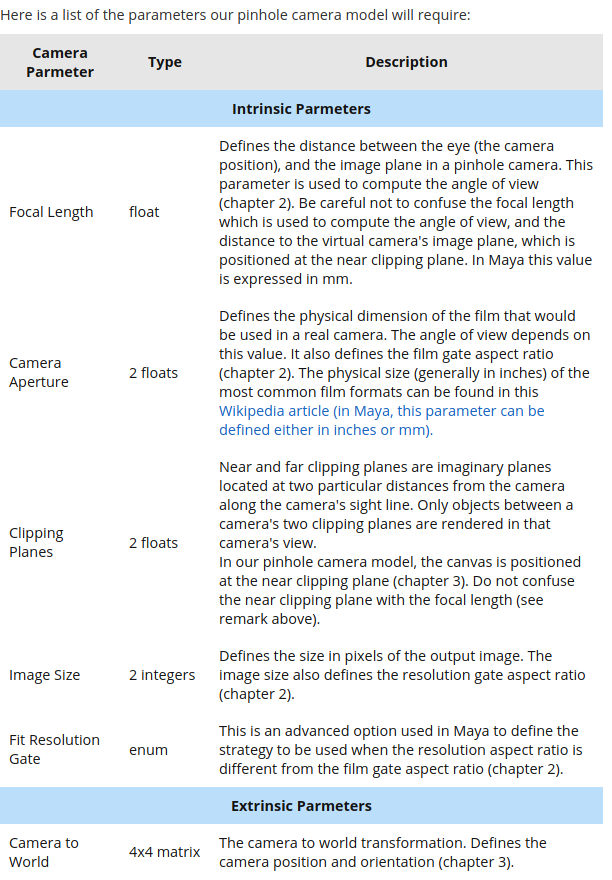 Here is a list of the parameters our pinhole camera model will require:
Camera
Parmeter
Type
Description
Intrinsic Parmeters
Focal Length
float
Defines the distance between the eye (the camera
position), and the image plane in a pinhole camera. This
parameter is used to compute the angle of view
(chapter 2). Be careful not to confuse the focal length
which is used to compute the angle of view, and the
distance to the virtual camera's image plane, which is
positioned at the near clipping plane. In Maya this value
is expressed in mm.
Camera
Aperture
2 floats
Defines the physical dimension of the film that would
be used in a real camera. The angle of view depends on
this value. It also defines the film gate aspect ratio
(chapter 2). The physical size (generally in inches) of the
most common film formats can be found in this
Wikipedia article (in Maya, this parameter can be
defined either in inches or mm).
Clipping
Planes
2 floats
Near and far clipping planes are imaginary planes
located at two particular distances from the camera
along the camera's sight line. Only objects between a
camera's two clipping planes are rendered in that
camera's view.
In our pinhole camera model, the canvas is positioned
at the near clipping plane (chapter 3). Do not confuse
the near clipping plane with the focal length (see
remark above).
Image Size
2 integers
Defines the size in pixels of the output image. The
image size also defines the resolution gate aspect ratio
(chapter 2).
Fit Resolution
Gate
enum
This is an advanced option used in Maya to define the
strategy to be used when the resolution aspect ratio is
different from the film gate aspect ratio (chapter 2).
Extrinsic Parmeters
Camera to
World
4x4 matrix
The camera to world transformation. Defines the
camera position and orientation (chapter 3).